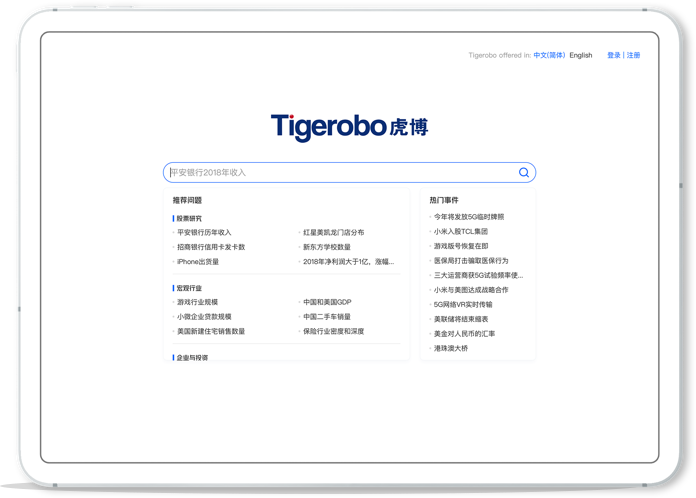 Tigerobo offered in: 中文(简体) English 登录 | 注册
Tigerobo虎博
平安银行2018年收入
推荐问题
股票研究
平安银行历年收入 红星美凯龙门店分布
招商银行信用卡发卡数 新东方学校数量
iPhone出货量 2018年净利润大于1亿，涨幅...
宏观行业
游戏行业规模 中国和美国GDP
小微企业贷款规模 中国二手车销量
美国新建住宅销售数量 保险行业密度和深度
企业与投资
热门事件
今年将发放5G临时牌照
小米入股TCL集团
游戏版号恢复在即
医保局打击骗取医保行为
三大运营商获5G试验频率使...
小米与美图达成战略合作
5G网络VR实时传输
美联储将结束缩表
美金对人民币的汇率
港珠澳大桥